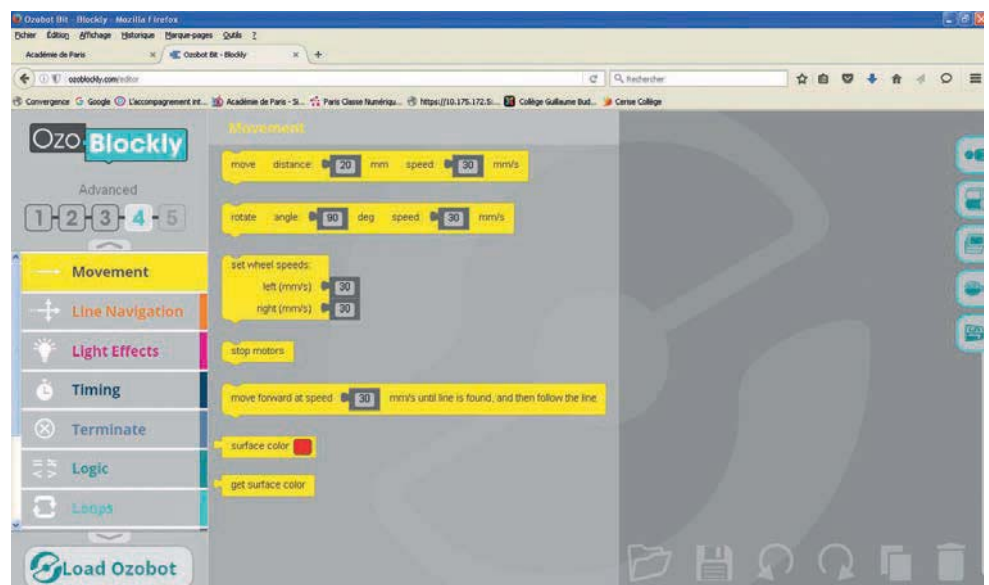 Ozobot Bit - Blockly - Mozilla Firefox
Fichier Édition Affichage Historique Marque-pages Outils ?
Académie de Paris × Ozobot Bit - Blockly × +
ozoblockly.com/editor C Rechercher
Convergence Google L'accompagnement int... Académie de Paris - Si... Paris Classe Numériqu... https://10.175.172.5:... Collège Guillaume Bud... Cerise Collège
Ozo Blockly
Advanced
1 2 3 4 5
Movement
Line Navigation
Light Effects
Timing
Terminate
Logic
Loops
Load Ozobot
Movement
move distance: 20 mm speed 30 mm/s
rotate angle 90 deg speed 30 mm/s
set wheel speeds:
left (mm/s) 30
right (mm/s) 30
stop motors
move forward at speed 30 mm/s until line is found, and then follow the line
surface color
get surface color